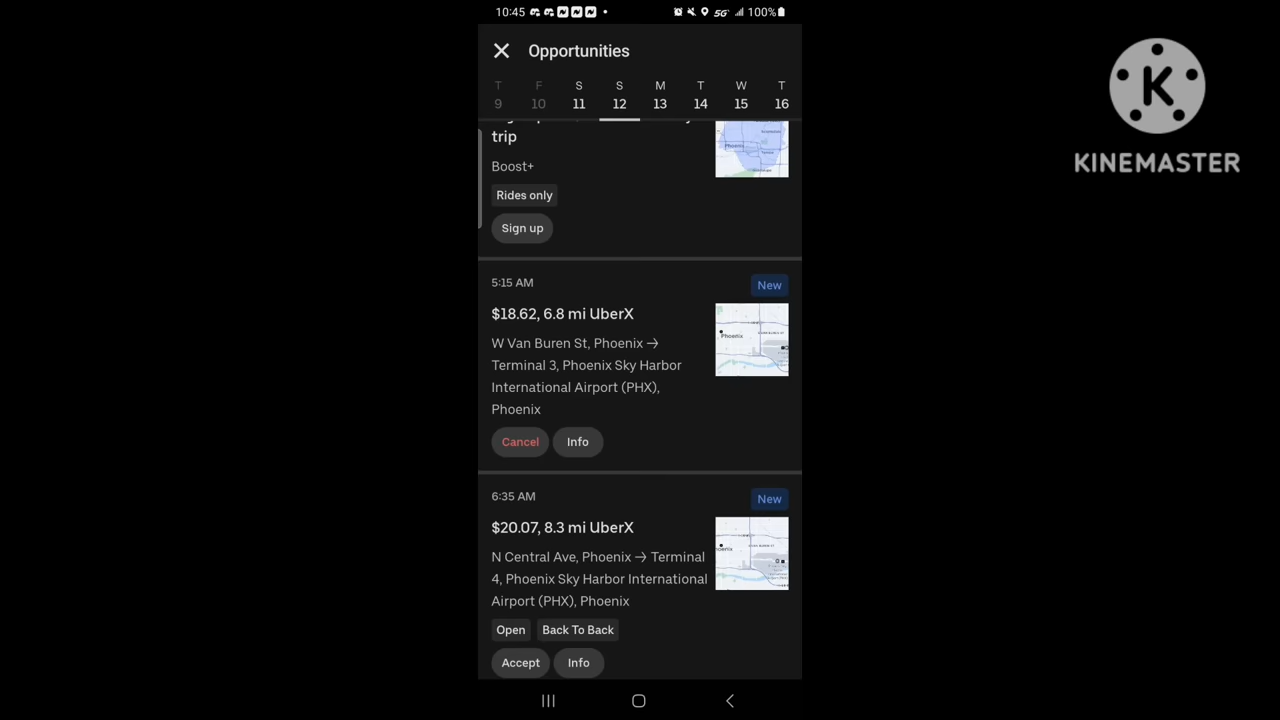 10:45 5G 100%
Opportunities
T F S S M T W T
9 10 11 12 13 14 15 16
trip
Boost+
Rides only
Sign up
5:15 AM
New
$18.62, 6.8 mi UberX
W Van Buren St, Phoenix →
Terminal 3, Phoenix Sky Harbor
International Airport (PHX),
Phoenix
Phoenix
Cancel Info
6:35 AM
New
$20.07, 8.3 mi UberX
N Central Ave, Phoenix → Terminal
4, Phoenix Sky Harbor International
Airport (PHX), Phoenix
Open Back To Back
Accept Info
KINEMASTER